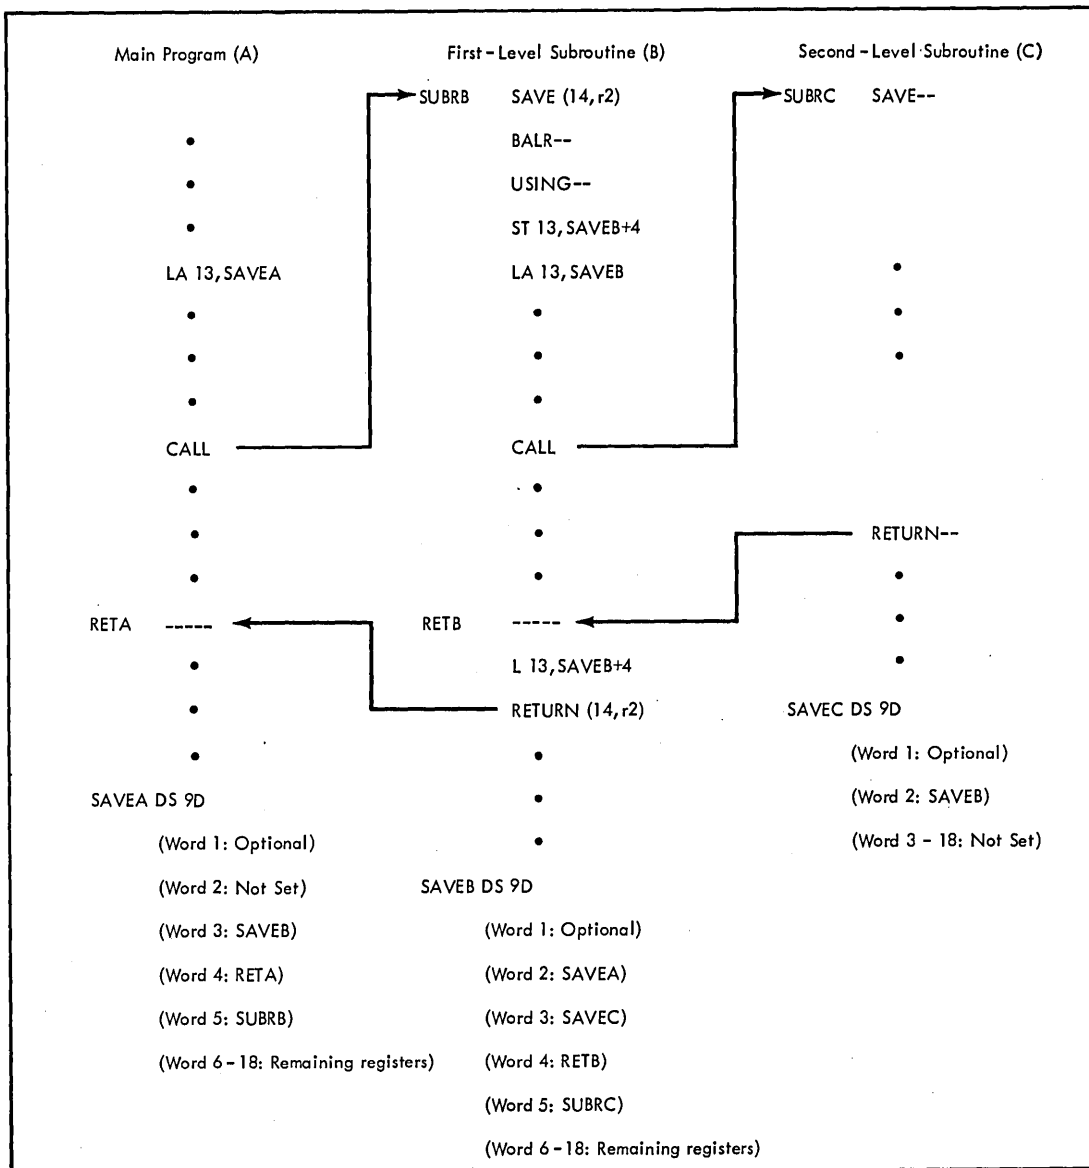 Main Program (A)
LA 13,SAVEA
CALL
RETA -----
SAVEA DS 9D
(Word 1: Optional)
(Word 2: Not Set)
(Word 3: SAVEB)
(Word 4: RETA)
(Word 5: SUBRB)
(Word 6-18: Remaining registers)
First-Level Subroutine (B)
SUBRB SAVE (14,r2)
BALR--
USING--
ST 13,SAVEB+4
LA 13,SAVEB
CALL
RETB -----
L 13,SAVEB+4
RETURN (14,r2)
SAVEB DS 9D
(Word 1: Optional)
(Word 2: SAVEA)
(Word 3: SAVEC)
(Word 4: RETB)
(Word 5: SUBRC)
(Word 6-18: Remaining registers)
Second-Level Subroutine (C)
SUBRC SAVE--
RETURN--
SAVEC DS 9D
(Word 1: Optional)
(Word 2: SAVEB)
(Word 3 - 18: Not Set)